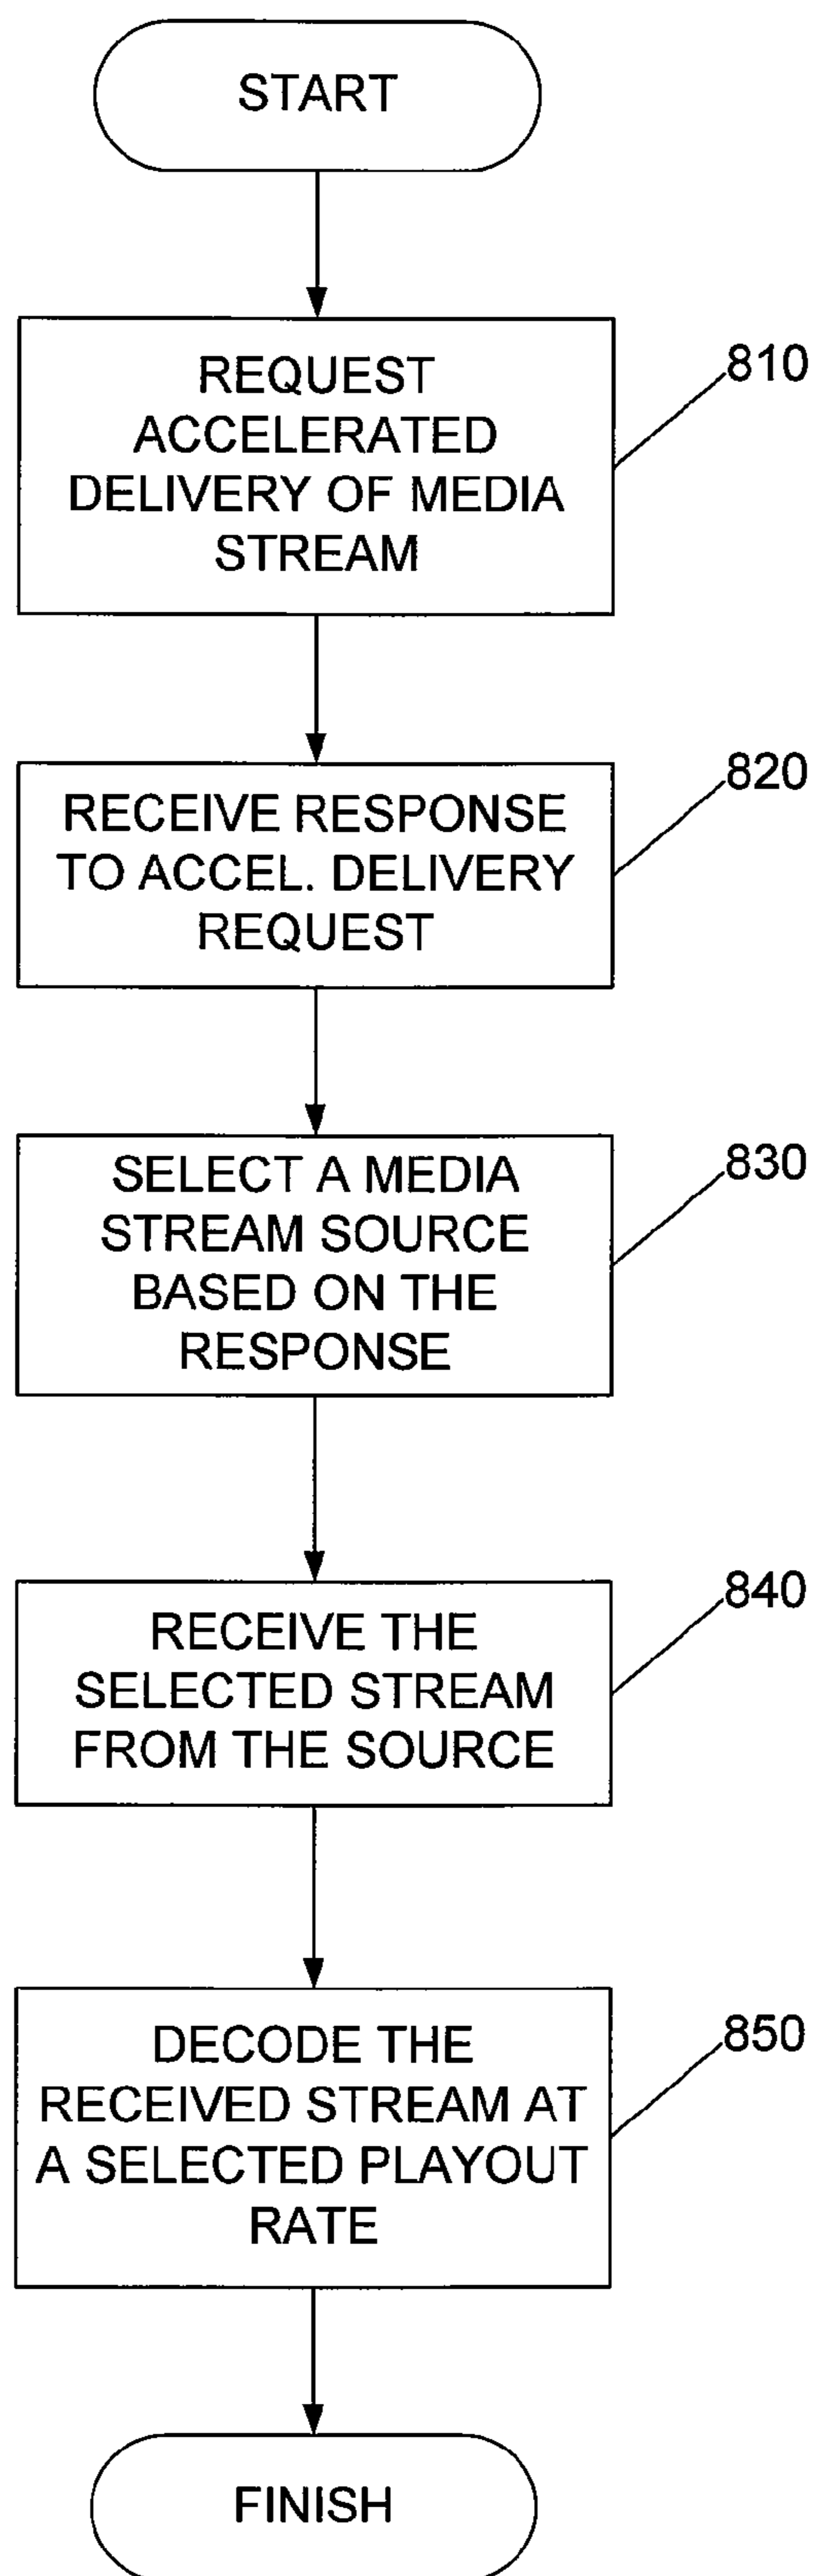 START
REQUEST
ACCELERATED
DELIVERY OF MEDIA
STREAM
810
RECEIVE RESPONSE
TO ACCEL. DELIVERY
REQUEST
820
SELECT A MEDIA
STREAM SOURCE
BASED ON THE
RESPONSE
830
RECEIVE THE
SELECTED STREAM
FROM THE SOURCE
840
DECODE THE
RECEIVED STREAM AT
A SELECTED PLAYOUT
RATE
850
FINISH